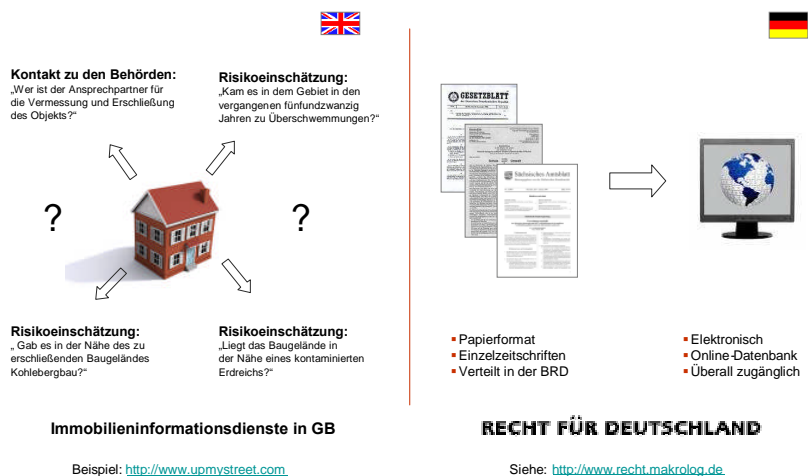 Kontakt zu den Behörden:
„Wer ist der Ansprechpartner für
die Vermessung und Erschließung
des Objekts?“
Risikoeinschätzung:
„Kam es in dem Gebiet in den
vergangenen fünfundzwanzig
Jahren zu Überschwemmungen?“
?
?
Risikoeinschätzung:
„ Gab es in der Nähe des zu
erschließenden Baugeländes
Kohlebergbau?“
Risikoeinschätzung:
„Liegt das Baugelände in
der Nähe eines kontaminierten
Erdreichs?“
Immobilieninformationsdienste in GB
Beispiel: http://www.upmystreet.com
GESETZBLATT
Sächsisches Amtsblatt
▪ Papierformat
▪ Einzelzeitschriften
▪ Verteilt in der BRD
▪ Elektronisch
▪ Online-Datenbank
▪ Überall zugänglich
RECHT FÜR DEUTSCHLAND
Siehe: http://www.recht.makrolog.de